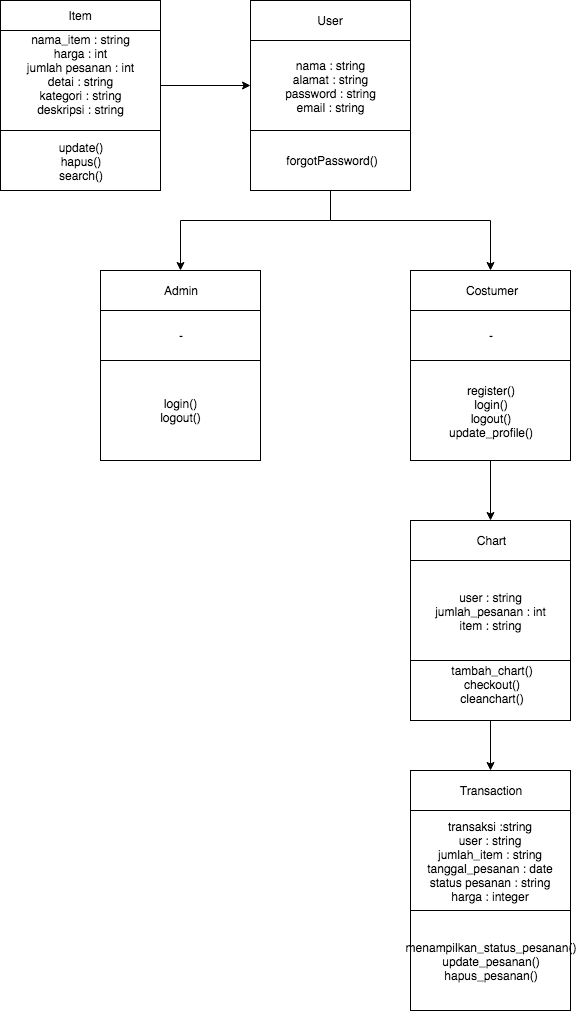 Item
nama_item : string
harga : int
jumlah pesanan : int
detai : string
kategori : string
deskripsi : string
update()
hapus()
search()
User
nama : string
alamat : string
password : string
email : string
forgotPassword()
Admin
-
login()
logout()
Costumer
-
register()
login()
logout()
update_profile()
Chart
user : string
jumlah_pesanan : int
item : string
tambah_chart()
checkout()
cleanchart()
Transaction
transaksi :string
user : string
jumlah_item : string
tanggal_pesanan : date
status pesanan : string
harga : integer
menampilkan_status_pesanan()
update_pesanan()
hapus_pesanan()